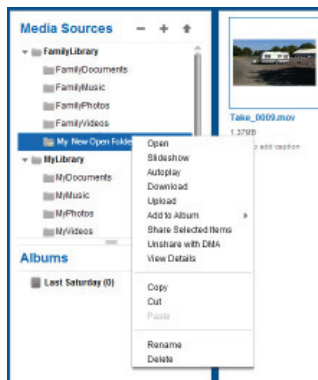 Media Sources
FamilyLibrary
FamilyDocuments
FamilyMusic
FamilyPhotos
FamilyVideos
My New Open Folde
MyLibrary
MyDocuments
MyMusic
MyPhotos
MyVideos
Albums
Last Saturday (0)
Open
Slideshow
Autoplay
Download
Upload
Add to Album
Share Selected Items
Unshare with DMA
View Details
Copy
Cut
Paste
Rename
Delete
Take_0009.mov
1.37MB
to add caption